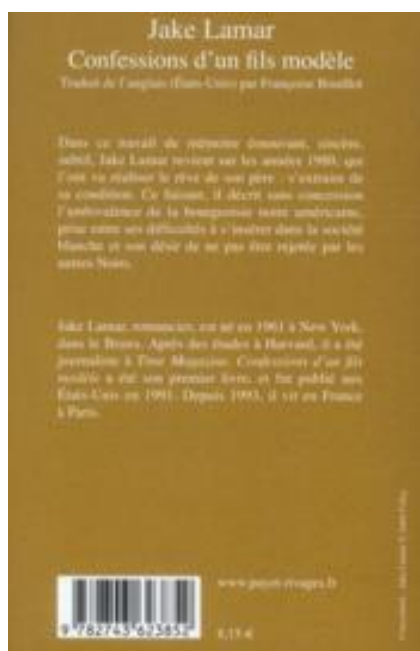 Jake Lamar
Confessions d'un fils modèle
Traduit de l'anglais (États-Unis) par Françoise Bouillot
Dans ce travail de mémoire émouvant, sincère,
subtil, Jake Lamar revient sur les années 1980, qui
l'ont vu réaliser le rêve de son père : s'extraire de
sa condition. Ce faisant, il décrit sans concession
l'ambivalence de la bourgeoisie noire américaine,
prise entre ses difficultés à s'insérer dans la société
blanche et son désir de ne pas être rejetée par les
autres Noirs.
Jake Lamar, romancier, est né en 1961 à New York,
dans le Bronx. Après des études à Harvard, il a été
journaliste à Time Magazine. Confessions d'un fils
modèle a été son premier livre, et fut publié aux
États-Unis en 1991. Depuis 1993, il vit en France
à Paris.
www.payot-rivages.fr
9 782743 623852
8,15 €